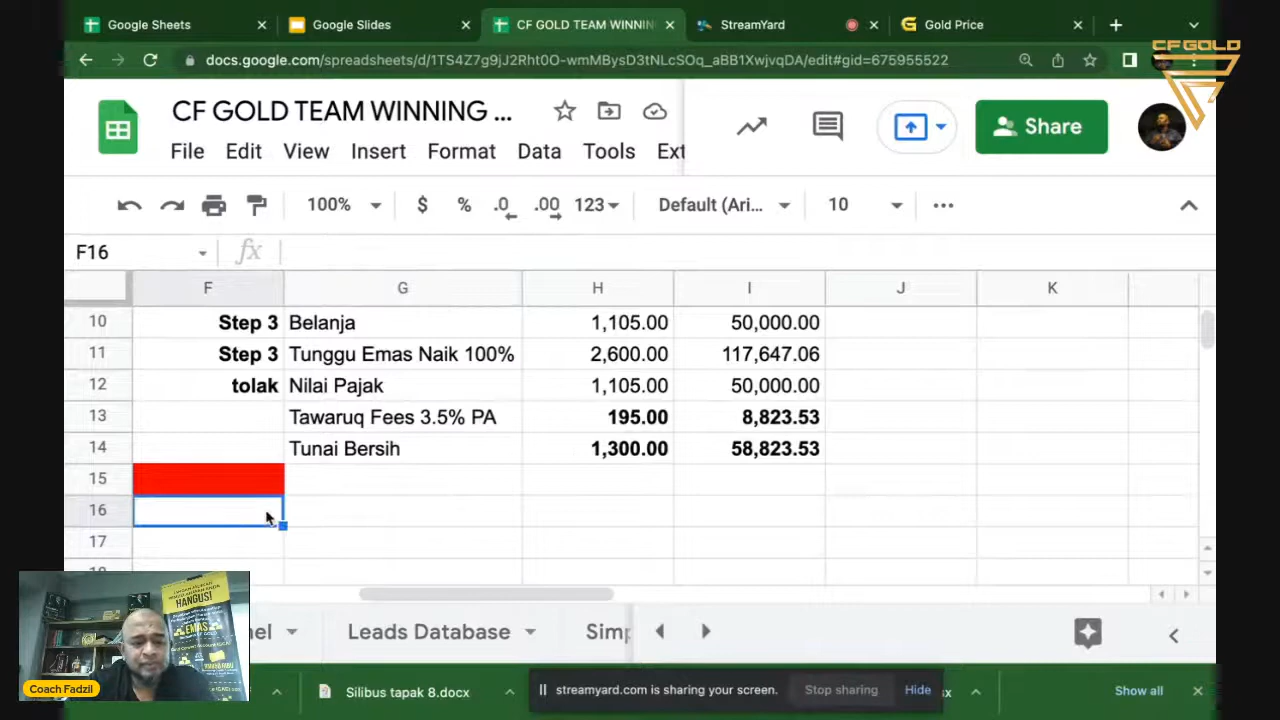 Google Sheets
Google Slides
CF GOLD TEAM WINNIN
StreamYard
Gold Price
CF GOLD
docs.google.com/spreadsheets/d/1TS4Z7g9jJ2Rht0O-wmMBysD3tNLcSOq_aBB1XwjvqDA/edit#gid=675955522
CF GOLD TEAM WINNING ...
Share
File Edit View Insert Format Data Tools Ext
100% $ % .0 .00 123 Default (Ari... 10 ...
F16 fx
F G H I J K
10 Step 3 Belanja 1,105.00 50,000.00
11 Step 3 Tunggu Emas Naik 100% 2,600.00 117,647.06
12 tolak Nilai Pajak 1,105.00 50,000.00
13 Tawaruq Fees 3.5% PA 195.00 8,823.53
14 Tunai Bersih 1,300.00 58,823.53
15
16
17
HANGUS!
EMAS
nel Leads Database Simp
Coach Fadzil
Silibus tapak 8.docx
streamyard.com is sharing your screen. Stop sharing Hide
x
Show all